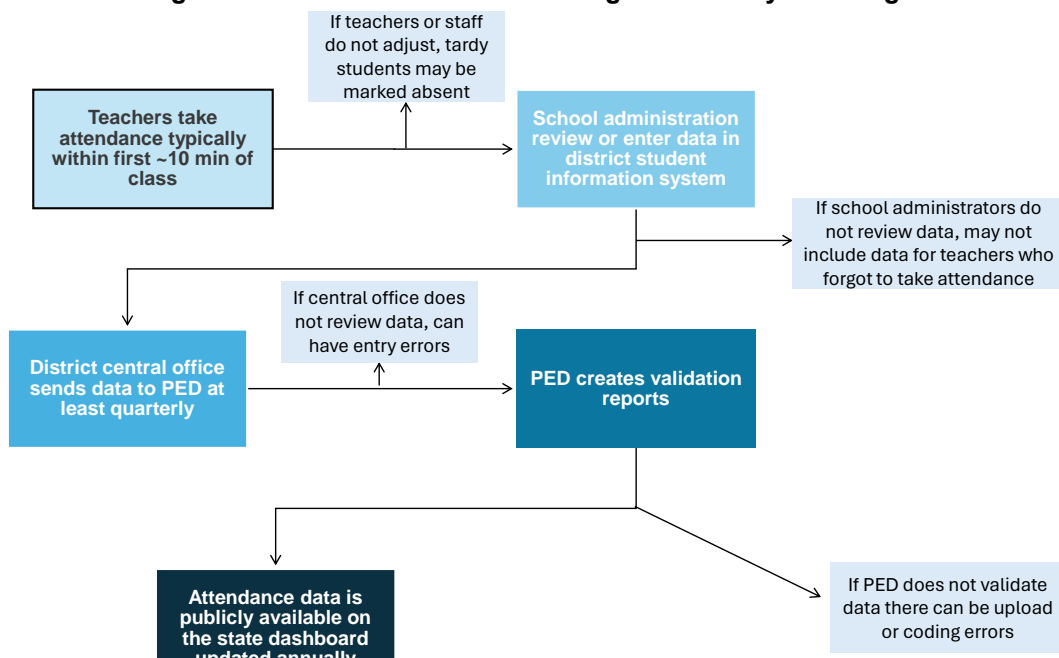 If teachers or staff
do not adjust, tardy
students may be
marked absent
Teachers take
attendance typically
within first ~10 min of
class
School administration
review or enter data in
district student
information system
If school administrators do
not review data, may not
include data for teachers who
forgot to take attendance
If central office does
not review data, can
have entry errors
District central office
sends data to PED at
least quarterly
PED creates validation
reports
Attendance data is
publicly available on
the state dashboard
updated annually
If PED does not validate
data there can be upload
or coding errors